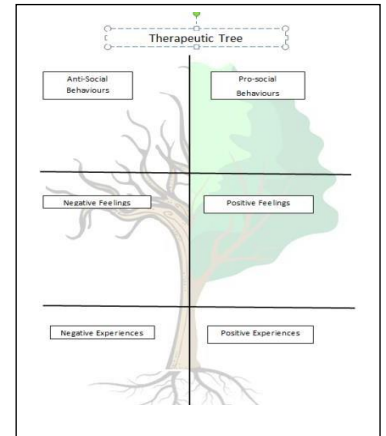 Therapeutic Tree
Anti-Social
Behaviours
Pro-social
Behaviours
Negative Feelings
Positive Feelings
Negative Experiences
Positive Experiences